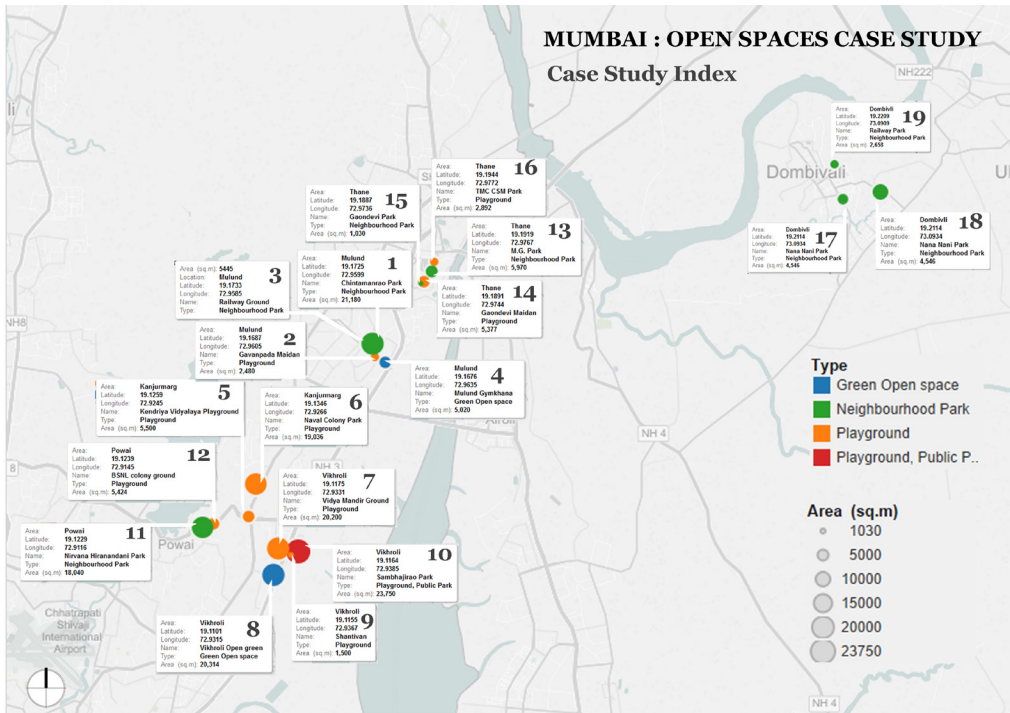 MUMBAI : OPEN SPACES CASE STUDY
Case Study Index
NH222
Dombivali
Area: Dombivli 19
Latitude: 19.2209
Longitude: 73.0909
Name: Railway Park
Type: Neighbourhood Park
Area (sq.m): 2,658
Area: Thane 16
Latitude: 19.1944
Longitude: 72.9772
Name: TMC CSM Park
Type: Playground
Area (sq.m): 2,892
Area: Thane 15
Latitude: 19.1887
Longitude: 72.9736
Name: Gaondevi Park
Type: Neighbourhood Park
Area (sq.m): 1,030
Area: Thane 13
Latitude: 19.1919
Longitude: 72.9767
Name: M.G. Park
Type: Neighbourhood Park
Area (sq.m): 5,970
Area: Dombivli 17
Latitude: 19.2114
Longitude: 73.0934
Name: Nana Nani Park
Type: Neighbourhood Park
Area (sq.m): 4,546
Area: Dombivli 18
Latitude: 19.2114
Longitude: 73.0934
Name: Nana Nani Park
Type: Neighbourhood Park
Area (sq.m): 4,546
Area: Mulund 1
Latitude: 19.1725
Longitude: 72.9599
Name: Chintamanrao Park
Type: Neighbourhood Park
Area (sq.m): 21,180
Area (sq.m): 5445 3
Location: Mulund
Latitude: 19.1733
Longitude: 72.9585
Name: Railway Ground
Type: Neighbourhood Park
Area: Thane 14
Latitude: 19.1891
Longitude: 72.9744
Name: Gaondevi Maidan
Type: Playground
Area (sq.m): 5,377
NH8
Area: Mulund 2
Latitude: 19.1687
Longitude: 72.9605
Name: Gavanpada Maidan
Type: Playground
Area (sq.m): 2,480
Area: Mulund 4
Latitude: 19.1676
Longitude: 72.9635
Name: Mulund Gymkhana
Type: Green Open space
Area (sq.m): 5,020
Area: Kanjurmarg 5
Latitude: 19.1259
Longitude: 72.9245
Name: Kendriya Vidyalaya Playground
Type: Playground
Area (sq.m): 5,500
Area: Kanjurmarg 6
Latitude: 19.1346
Longitude: 72.9266
Name: Naval Colony Park
Type: Playground
Area (sq.m): 19,036
Type
Green Open space
Neighbourhood Park
Playground
Playground, Public P..
NH 4
NH 3
Area: Powai 12
Latitude: 19.1239
Longitude: 72.9145
Name: BSNL colony ground
Type: Playground
Area (sq.m): 5,424
Area: Vikhroli 7
Latitude: 19.1175
Longitude: 72.9331
Name: Vidya Mandir Ground
Type: Playground
Area (sq.m): 20,200
Area: Powai 11
Latitude: 19.1229
Longitude: 72.9116
Name: Nirvana Hiranandani Park
Type: Neighbourhood Park
Area (sq.m): 18,040
Powai
Area: Vikhroli 10
Latitude: 19.1164
Longitude: 72.9385
Name: Sambhajirao Park
Type: Playground, Public Park
Area (sq.m): 23,750
Area: Vikhroli 9
Latitude: 19.1155
Longitude: 72.9367
Name: Shantivan
Type: Playground
Area (sq.m): 1,500
Area: Vikhroli 8
Latitude: 19.1101
Longitude: 72.9315
Name: Vikhroli Open green
Type: Green Open space
Area (sq.m): 20,314
Chhatrapati
Shivaji
International
Airport
Area (sq.m)
1030
5000
10000
15000
20000
23750
NH 4